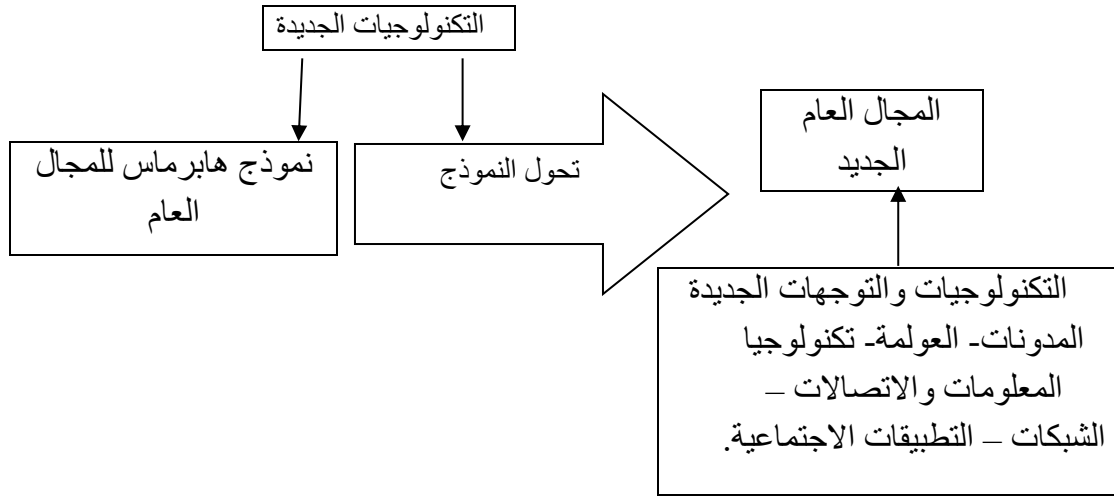 التكنولوجيات الجديدة
نموذج هابرماس للمجال
العام
تحول النموذج
المجال العام
الجديد
التكنولوجيات والتوجهات الجديدة
المدونات- العولمة- تكنولوجيا
المعلومات والاتصالات –
الشبكات – التطبيقات الاجتماعية.